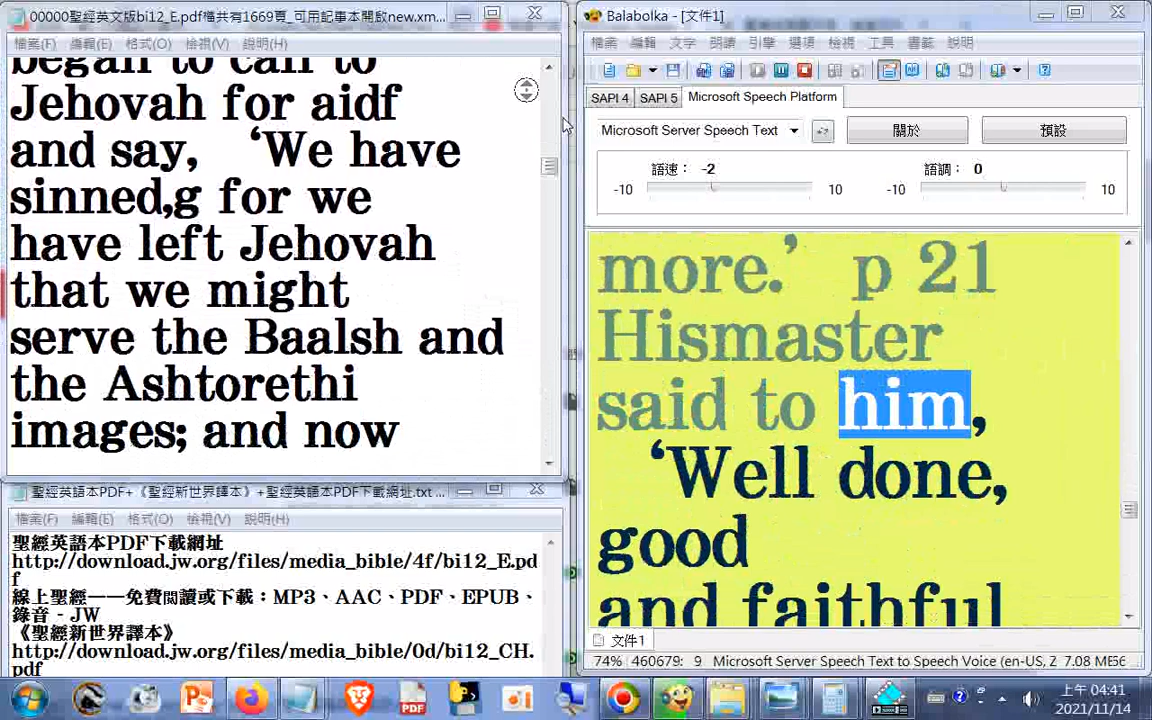 00000聖經英文版bi12_E.pdf檔共有1669頁_可用記事本開啟new.xm...
檔案(F) 編輯(E) 格式(O) 檢視(V) 說明(H)
began to call to
Jehovah for aidf
and say, ‘We have
sinned,g for we
have left Jehovah
that we might
serve the Baalsh and
the Ashtorethi
images; and now
聖經英語本PDF+《聖經新世界譯本》+聖經英語本PDF下載網址.txt ...
檔案(F) 編輯(E) 格式(O) 檢視(V) 說明(H)
聖經英語本PDF下載網址
http://download.jw.org/files/media_bible/4f/bi12_E.pd
f
線上聖經——免費閱讀或下載：MP3、AAC、PDF、EPUB、
錄音 - JW
《聖經新世界譯本》
http://download.jw.org/files/media_bible/0d/bi12_CH.
pdf
Balabolka - [文件1]
檔案 編輯 文字 朗讀 引擎 選項 檢視 工具 書籤 說明
SAPI 4 SAPI 5 Microsoft Speech Platform
Microsoft Server Speech Text 關於 預設
語速： -2 語調： 0
-10 10 -10 10
more.’ p 21
Hismaster
said to him,
‘Well done,
good
and faithful
文件1
74% 460679: 9 Microsoft Server Speech Text to Speech Voice (en-US, Z 7.08 МБ56
上午 04:41
2021/11/14